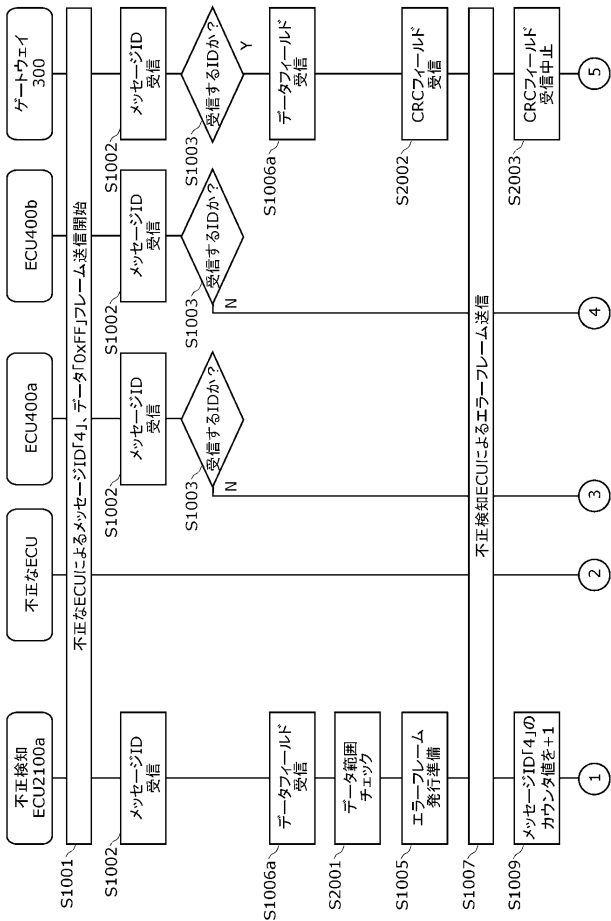 不正検知
ECU2100a
不正なECU
ECU400a
ECU400b
ゲートウェイ
300
S1001
不正なECUによるメッセージID「4」、データ「0xFF」フレーム送信開始
S1002
メッセージID
受信
S1002
メッセージID
受信
S1002
メッセージID
受信
S1002
メッセージID
受信
S1003
受信するIDか?
N
S1003
受信するIDか?
N
S1003
受信するIDか?
Y
S1006a
データフィールド
受信
S1006a
データフィールド
受信
S2001
データ範囲
チェック
S1005
エラーフレーム
発行準備
S2002
CRCフィールド
受信
S1007
不正検知ECUによるエラーフレーム送信
S1009
メッセージID「4」の
カウンタ値を+1
S2003
CRCフィールド
受信中止
1
2
3
4
5